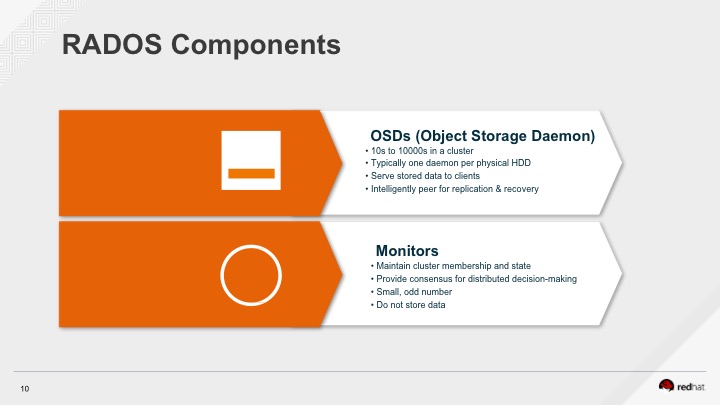 RADOS Components
OSDs (Object Storage Daemon)
• 10s to 10000s in a cluster
• Typically one daemon per physical HDD
• Serve stored data to clients
• Intelligently peer for replication & recovery
Monitors
• Maintain cluster membership and state
• Provide consensus for distributed decision-making
• Small, odd number
• Do not store data
10
redhat.